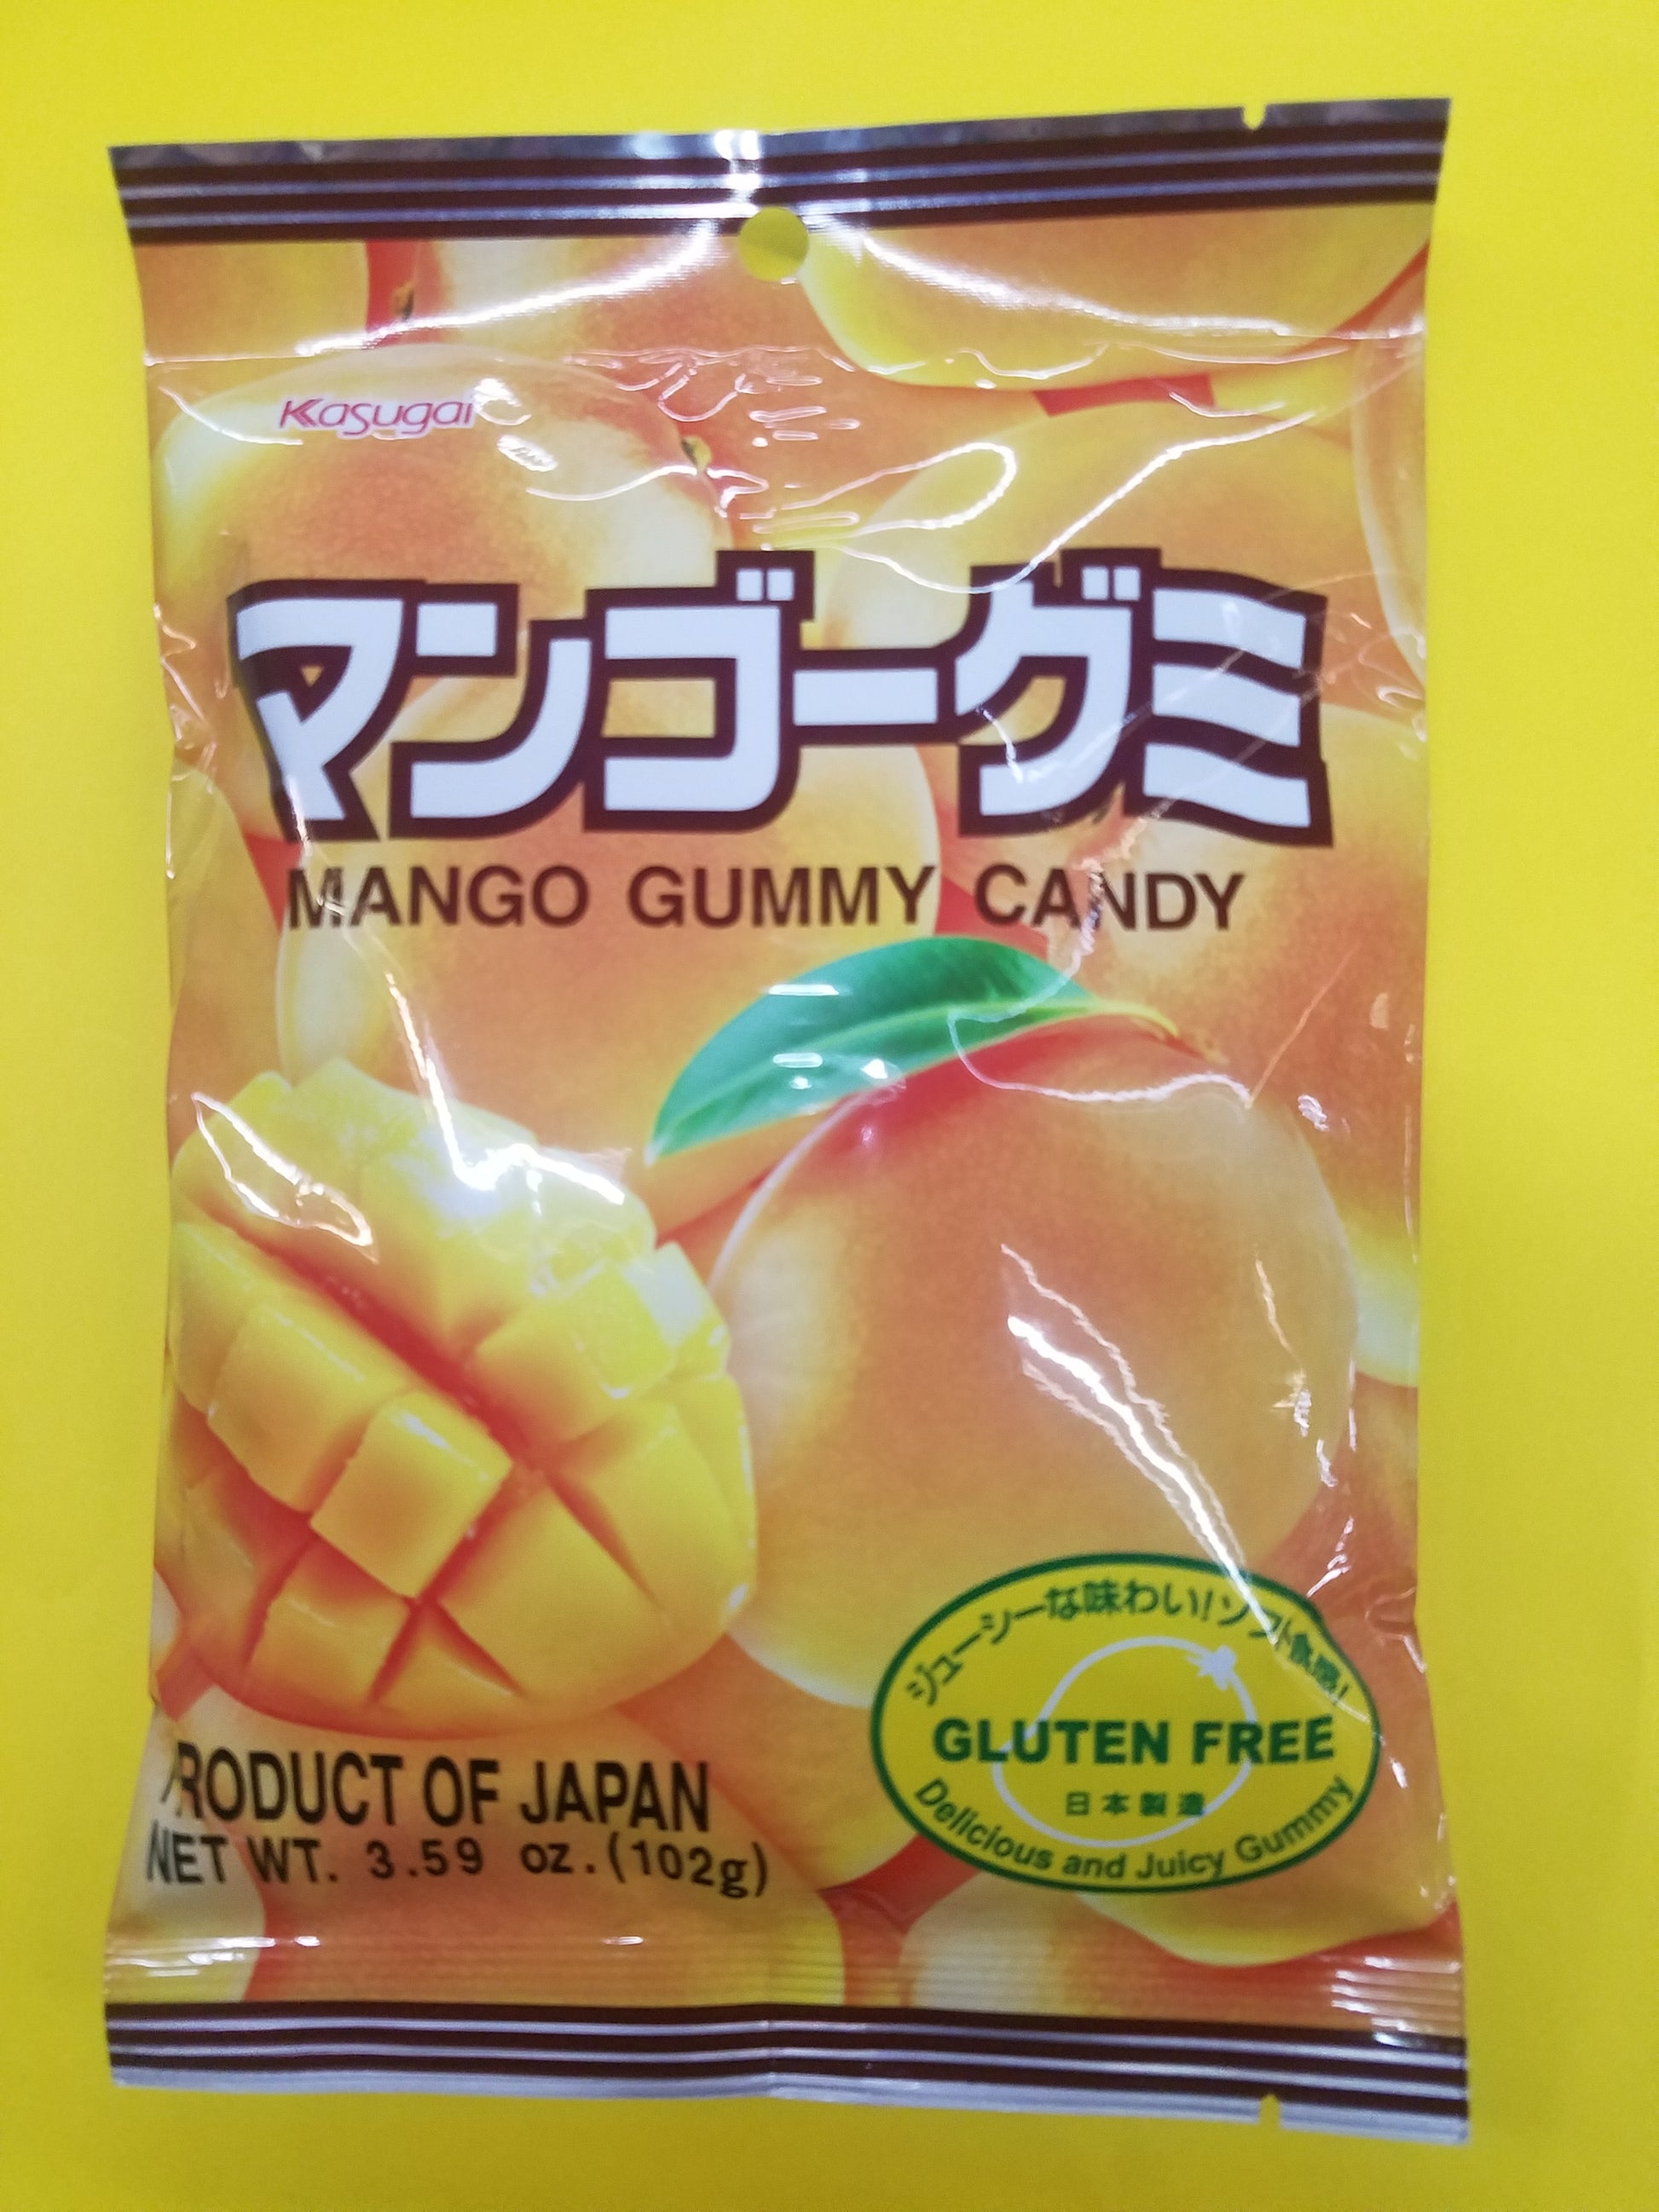 Kasugai
マンゴーグミ
MANGO GUMMY CANDY
ジューシーな味わい!ソフト食感!
GLUTEN FREE
日本製造
Delicious and Juicy Gummy
PRODUCT OF JAPAN
NET WT. 3.59 oz.(102g)